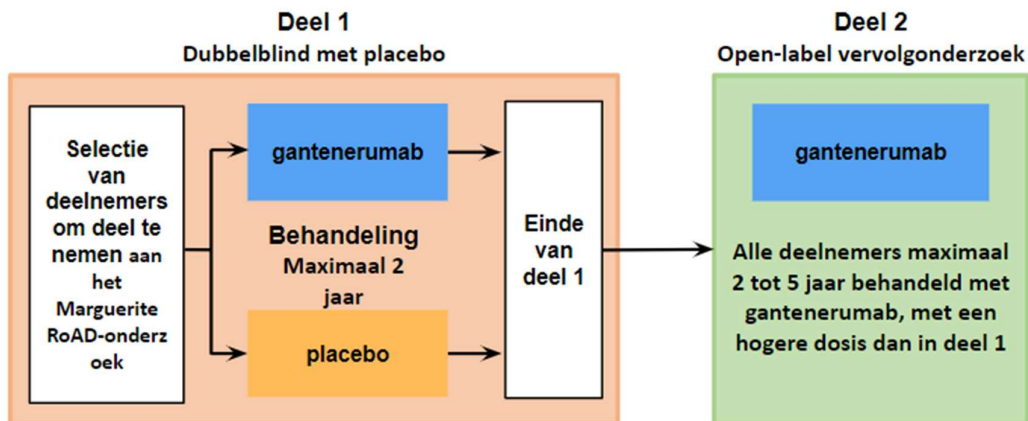 Deel 1
Dubbelblind met placebo
Selectie
van
deelnemers
om deel te
nemen aan
het
Marguerite
RoAD-onderz
oek
gantenerumab
Behandeling
Maximaal 2
jaar
placebo
Einde
van
deel 1
Deel 2
Open-label vervolgonderzoek
gantenerumab
Alle deelnemers maximaal
2 tot 5 jaar behandeld met
gantenerumab, met een
hogere dosis dan in deel 1